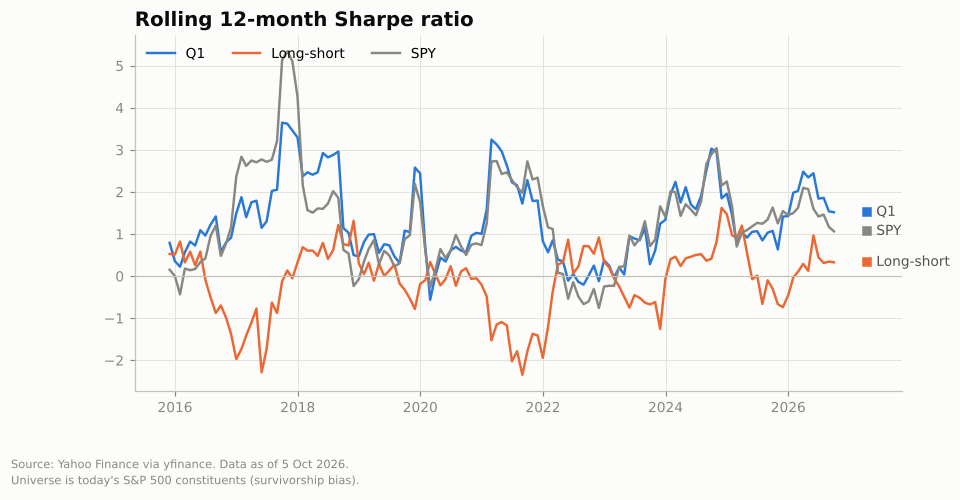 Rolling 12-month Sharpe ratio
Q1 Long-short SPY
5
4
3
2
1
0
−1
−2
Q1
SPY
Long-short
2016 2018 2020 2022 2024 2026
Source: Yahoo Finance via yfinance. Data as of 5 Oct 2026.
Universe is today's S&P 500 constituents (survivorship bias).